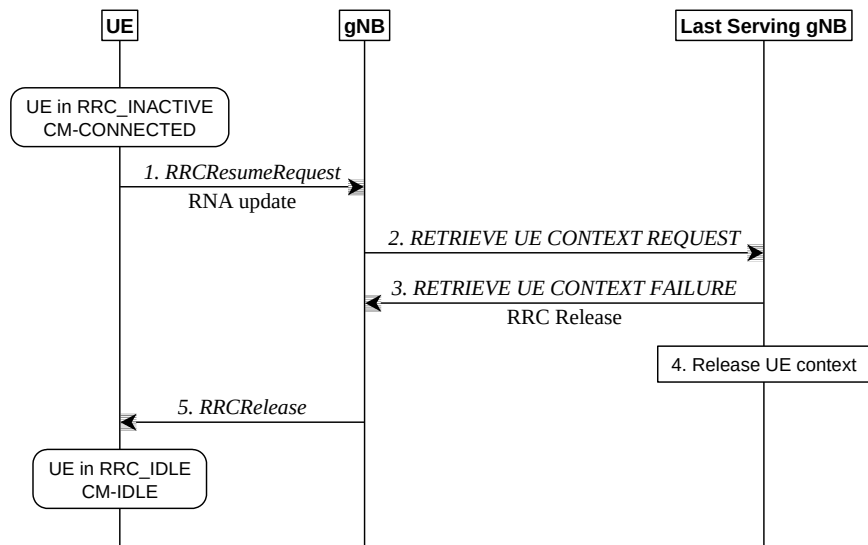 UE
gNB
Last Serving gNB
UE in RRC_INACTIVE
CM-CONNECTED
1. RRCResumeRequest
RNA update
2. RETRIEVE UE CONTEXT REQUEST
3. RETRIEVE UE CONTEXT FAILURE
RRC Release
4. Release UE context
5. RRCRelease
UE in RRC_IDLE
CM-IDLE